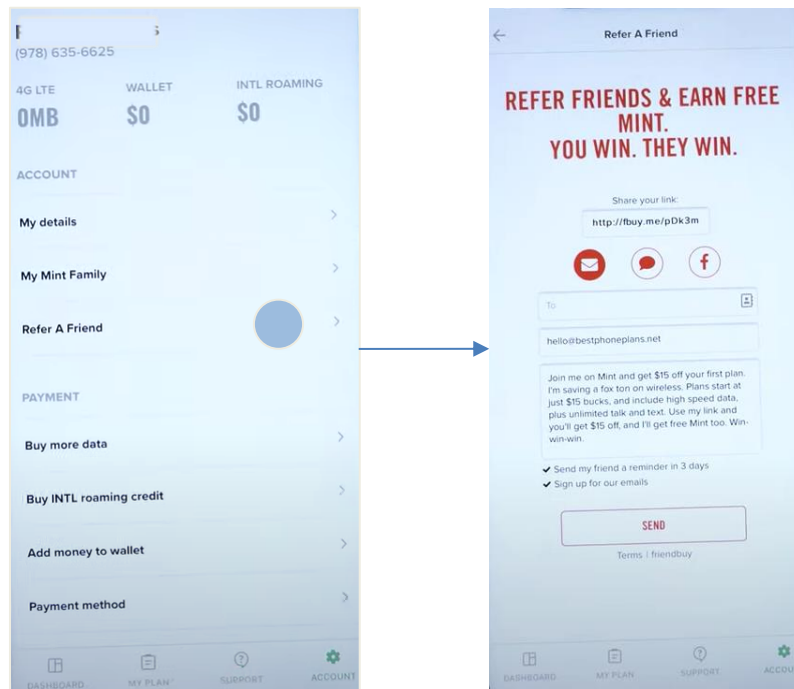 (978) 635-6625
4G LTE
WALLET
INTL ROAMING
0MB
$0
$0
ACCOUNT
My details
My Mint Family
Refer A Friend
PAYMENT
Buy more data
Buy INTL roaming credit
Add money to wallet
Payment method
DASHBOARD
MY PLAN
SUPPORT
ACCOUNT
Refer A Friend
REFER FRIENDS & EARN FREE
MINT.
YOU WIN. THEY WIN.
Share your link:
http://fbuy.me/pDk3m
To
hello@bestphoneplans.net
Join me on Mint and get $15 off your first plan.
I'm saving a fox ton on wireless. Plans start at
just $15 bucks, and include high speed data,
plus unlimited talk and text. Use my link and
you'll get $15 off, and I'll get free Mint too. Win-
win-win.
Send my friend a reminder in 3 days
Sign up for our emails
SEND
Terms | friendbuy
DASHBOARD
MY PLAN
SUPPORT
ACCOU